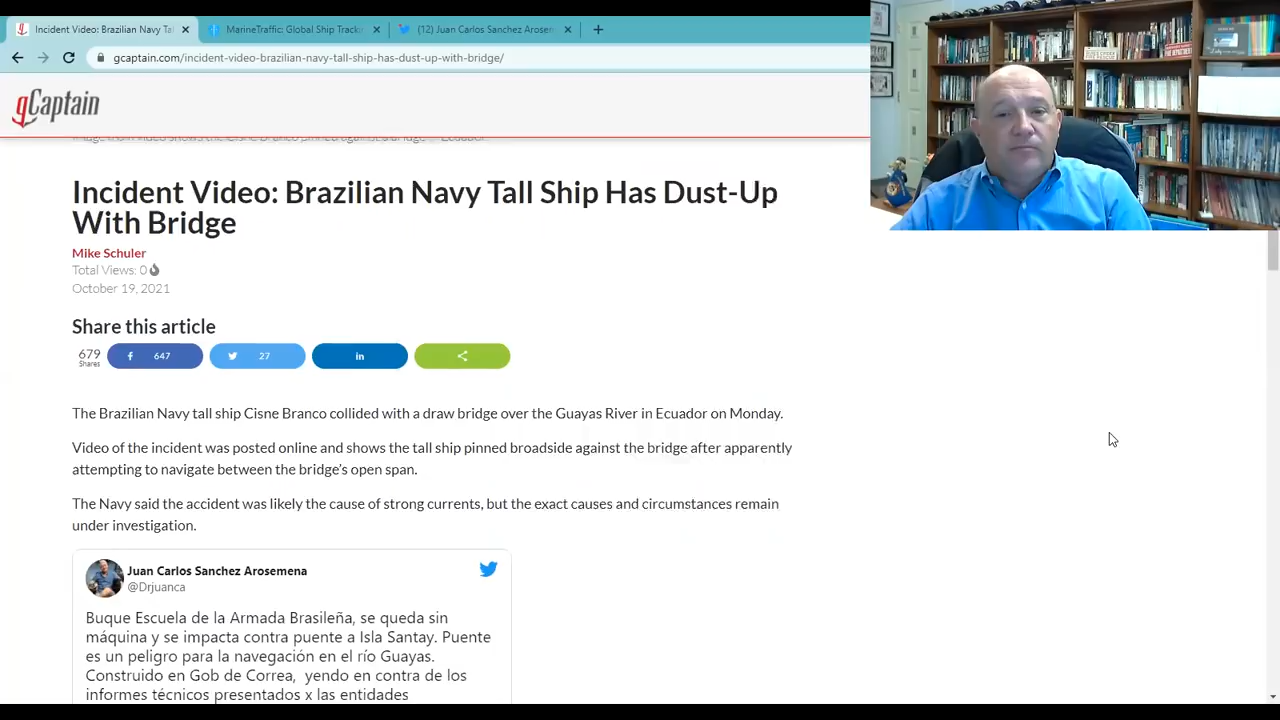 Incident Video: Brazilian Navy Ta
MarineTraffic: Global Ship Track
(12) Juan Carlos Sanchez Arosem
gcaptain.com/incident-video-brazilian-navy-tall-ship-has-dust-up-with-bridge/
gCaptain
Incident Video: Brazilian Navy Tall Ship Has Dust-Up
With Bridge
Mike Schuler
Total Views: 0
October 19, 2021
Share this article
679
Shares
647
27
in
The Brazilian Navy tall ship Cisne Branco collided with a draw bridge over the Guayas River in Ecuador on Monday.
Video of the incident was posted online and shows the tall ship pinned broadside against the bridge after apparently
attempting to navigate between the bridge's open span.
The Navy said the accident was likely the cause of strong currents, but the exact causes and circumstances remain
under investigation.
Juan Carlos Sanchez Arosemena
@Drjuanca
Buque Escuela de la Armada Brasileña, se queda sin
máquina y se impacta contra puente a Isla Santay. Puente
es un peligro para la navegación en el río Guayas.
Construido en Gob de Correa, yendo en contra de los
informes técnicos presentados x las entidades